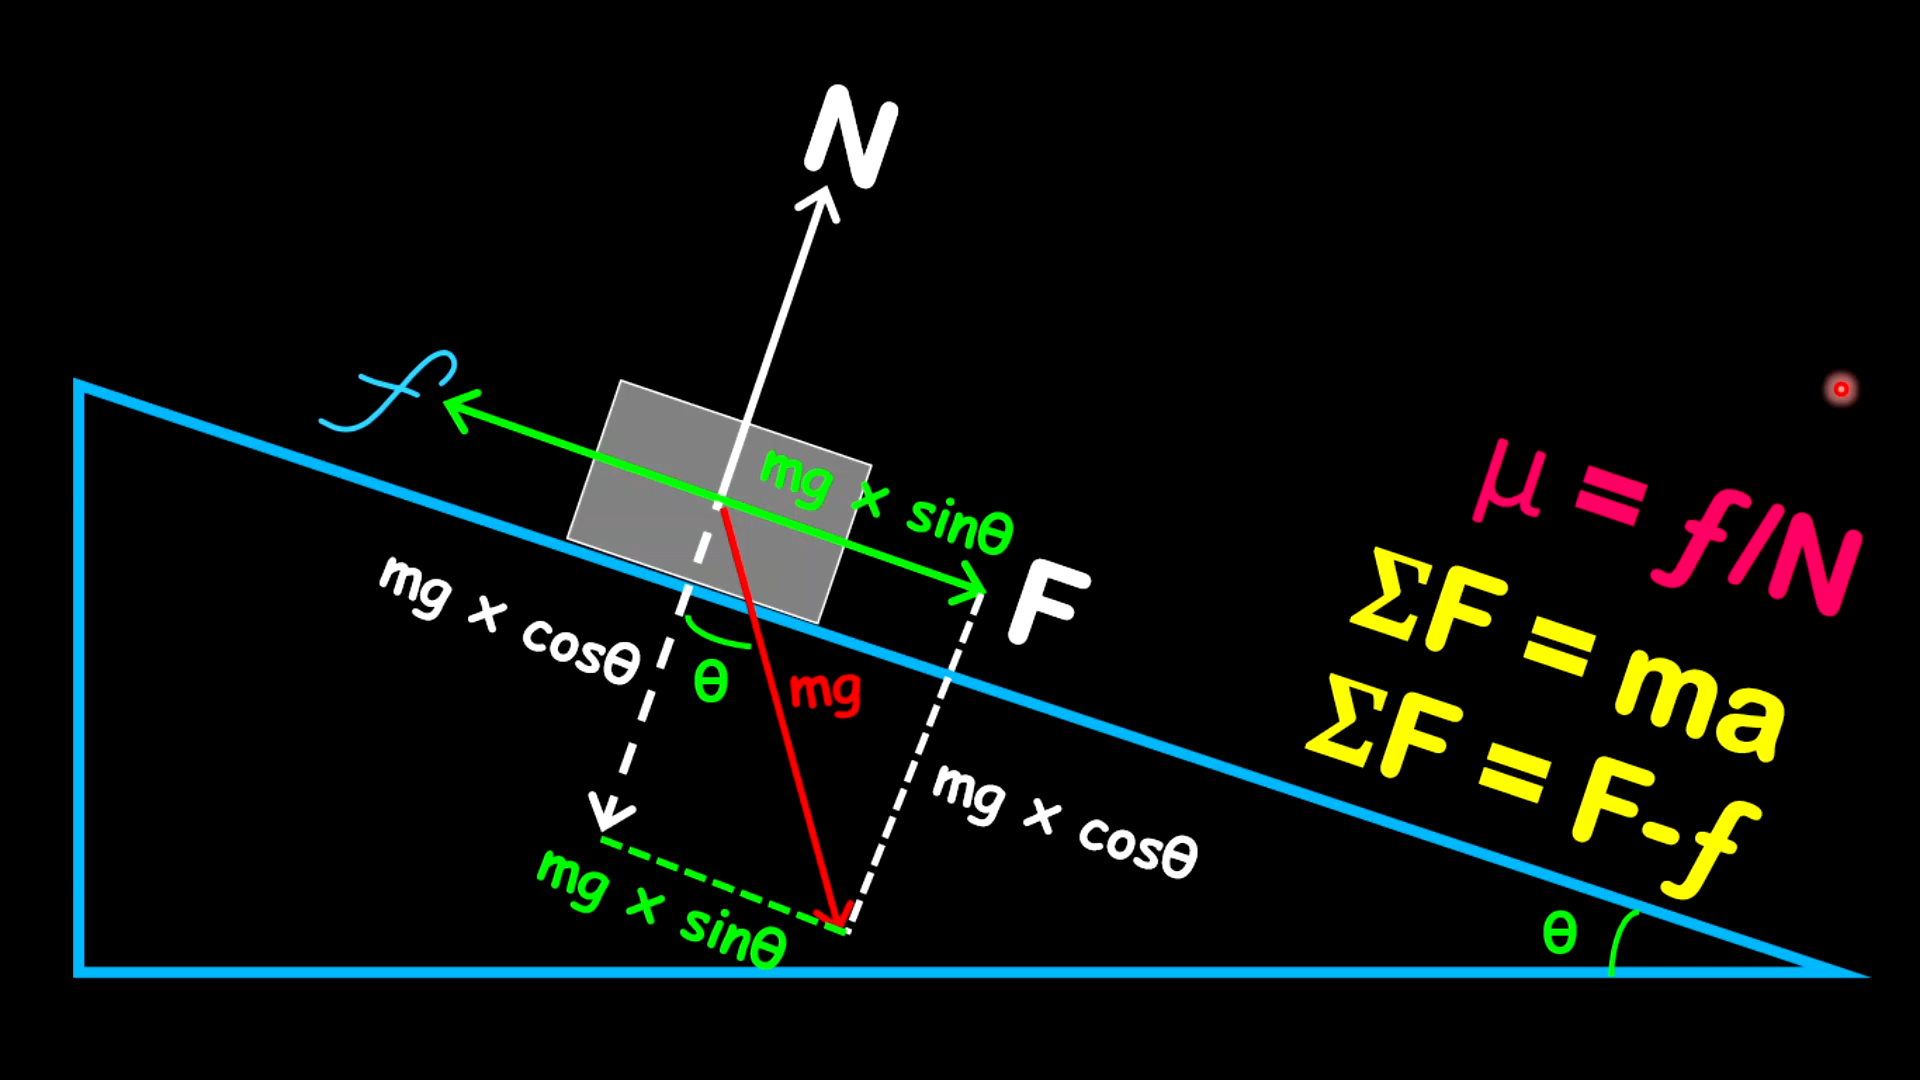 N
f
mg x sinθ
F
mg x cosθ
θ
mg
mg x cosθ
mg x sinθ
μ = f/N
ΣF = ma
ΣF = F-f
θ